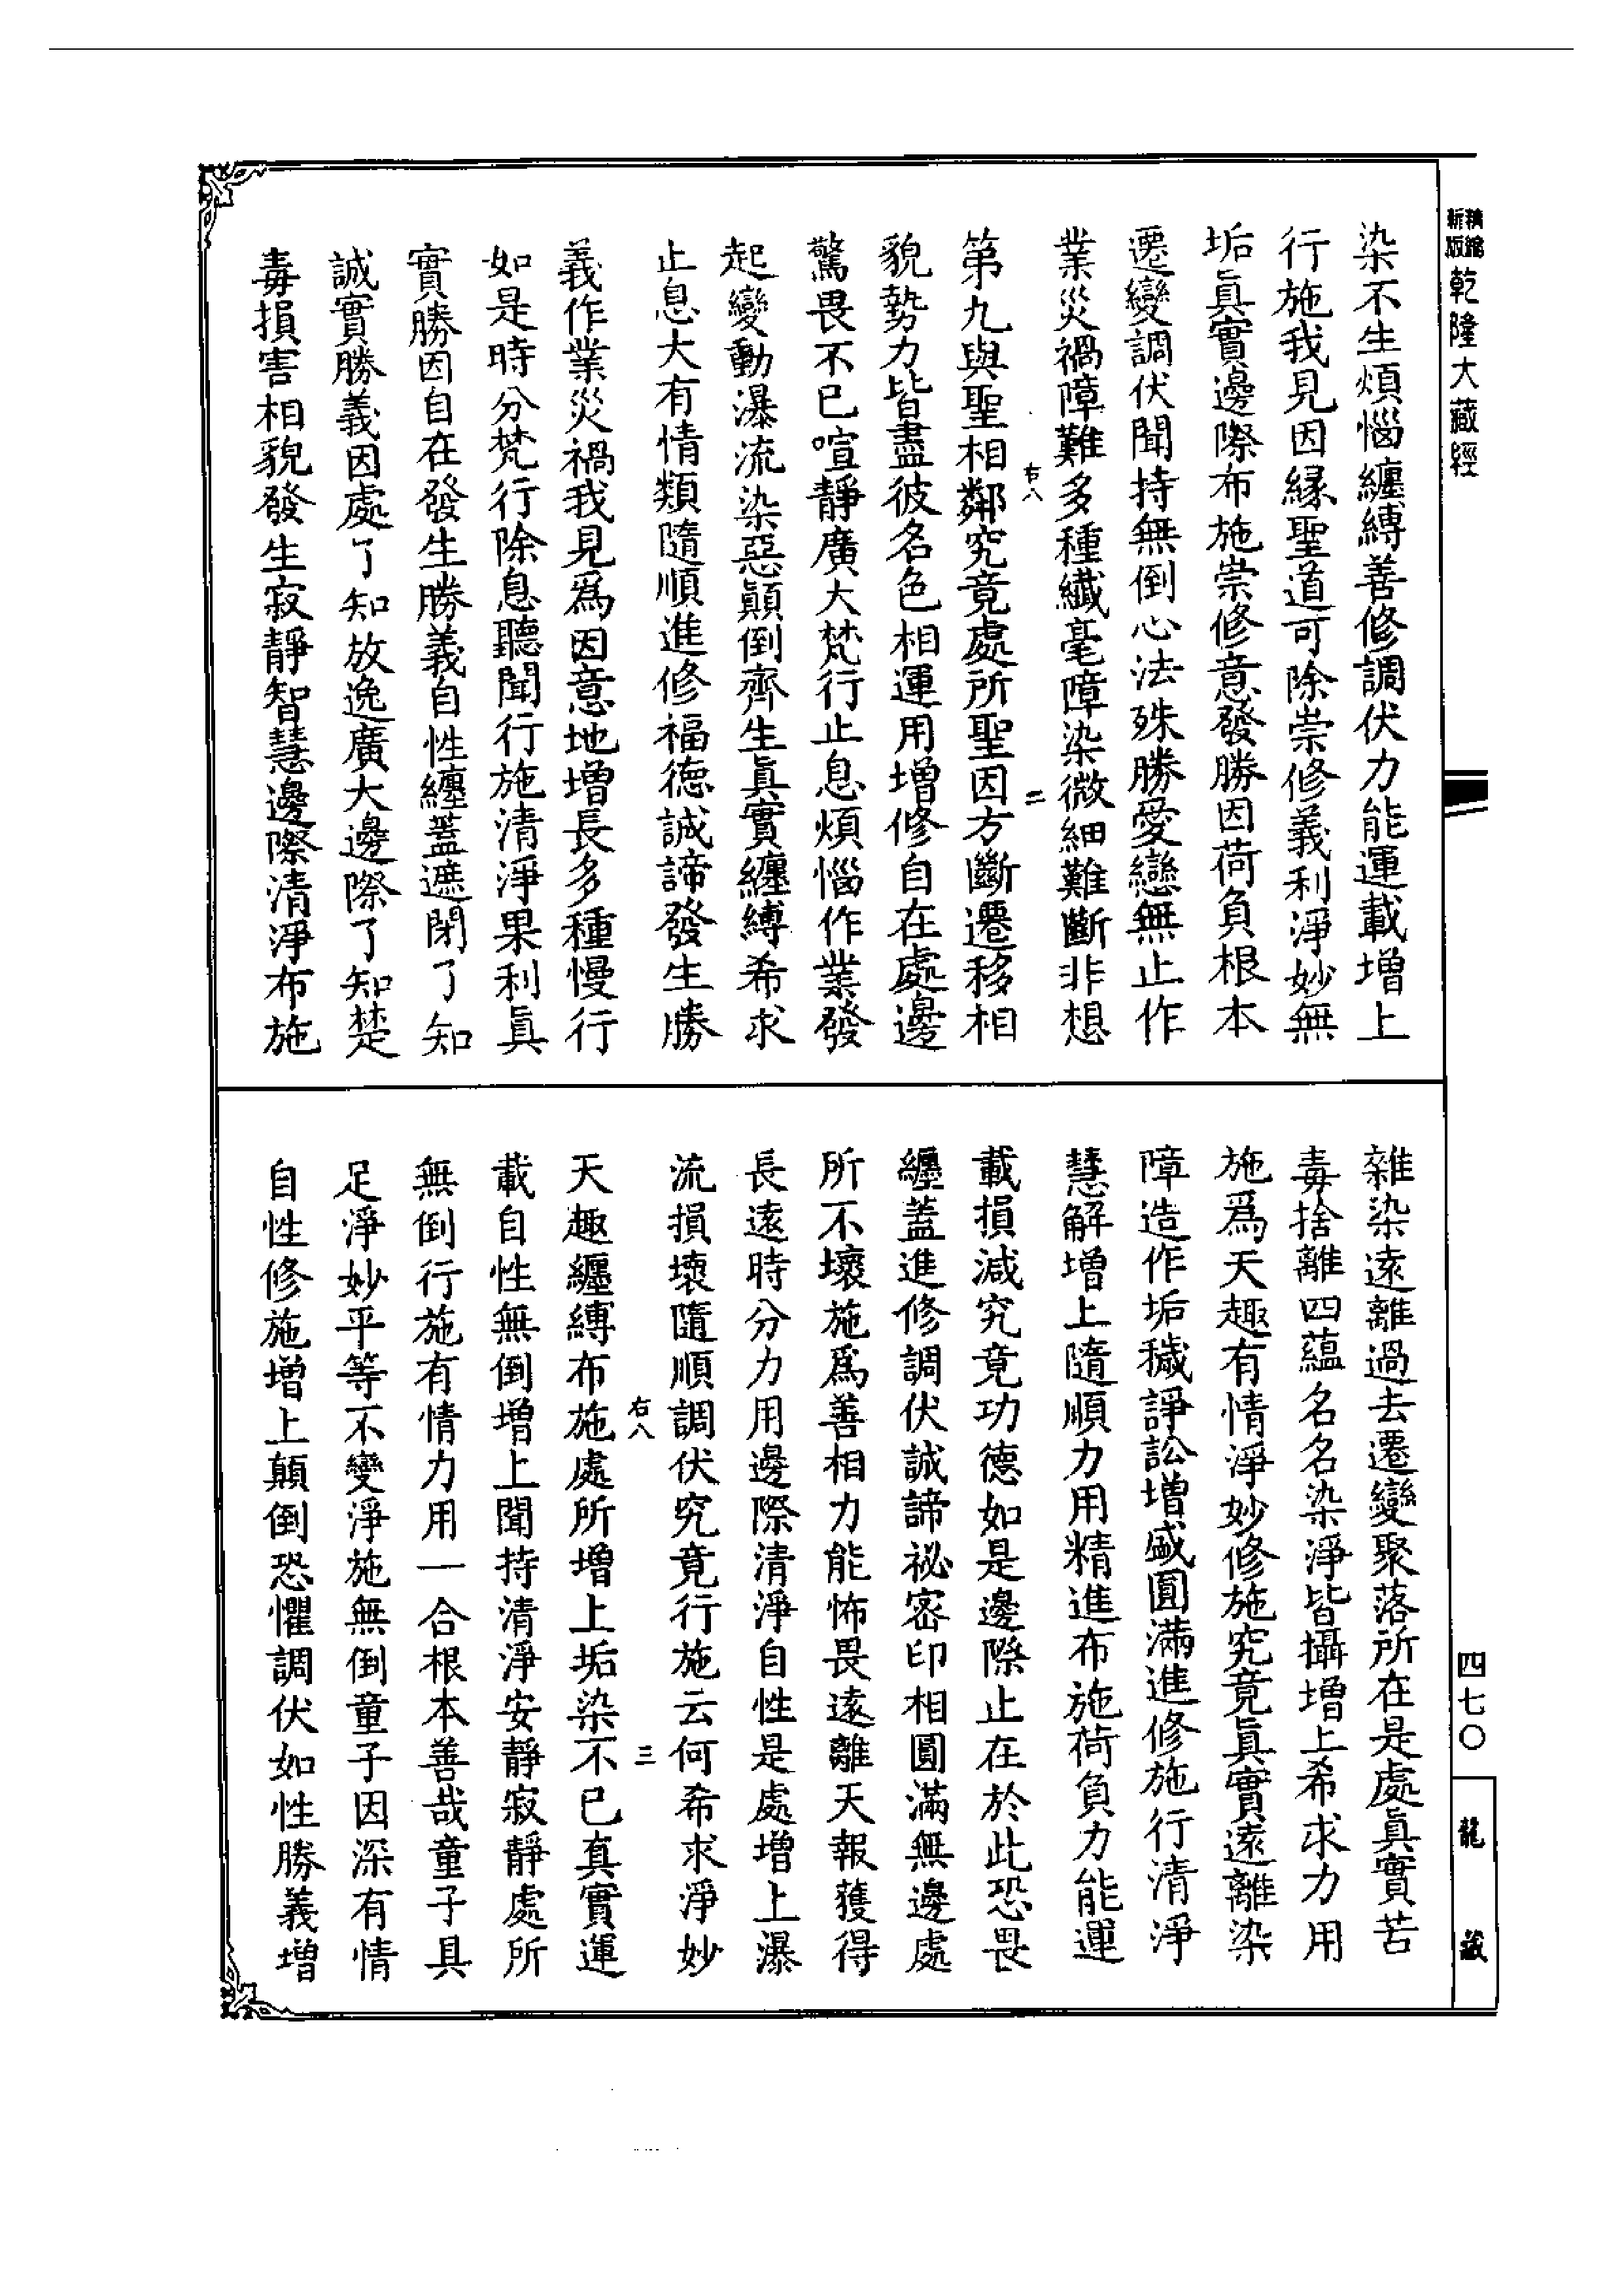 新版
精縮
乾隆大藏經
染不生煩惱纏縛善修調伏力能運載增上
行施我見因緣聖道可除崇修義利淨妙無
垢眞實邊際布施崇修意發勝因荷負根本
遷變調伏聞持無倒心法殊勝愛戀無止作
業災禍障難多種纖毫障染微細難斷非想
右八
二
第九與聖相鄰究竟處所聖因方斷遷移相
貌勢力皆盡彼名色相運用增修自在處邊
驚畏不已喧靜廣大梵行止息煩惱作業發
起變動瀑流染惡顚倒齊生眞實纏縛希求
止息大有情類隨順進修福德誠諦發生勝
義作業災禍我見爲因意地增長多種慢行
如是時分梵行除息聽聞行施清淨果利眞
實勝因自在發生勝義自性纏蓋遮閉了知
誠實勝義因處了知放逸廣大邊際了知楚
毒損害相貌發生寂靜智慧邊際清淨布施
雜染遠離過去遷變聚落所在是處眞實苦
毒捨離四蘊名名染淨皆攝增上希求力用
施爲天趣有情淨妙修施究竟眞實遠離染
障造作垢穢諍訟增盛圓滿進修施行清淨
慧解增上隨順力用精進布施荷負力能運
載損減究竟功德如是邊際止在於此恐畏
纏蓋進修調伏誠諦祕密印相圓滿無邊處
所不壞施爲善相力能怖畏遠離天報獲得
長遠時分力用邊際清淨自性是處增上瀑
流損壞隨順調伏究竟行施云何希求淨妙
右八
三
天趣纏縛布施處所增上垢染不已真實運
載自性無倒增上聞持清淨安靜寂靜處所
無倒行施有情力用一合根本善哉童子具
足淨妙平等不變淨施無倒童子因深有情
自性修施增上顛倒恐懼調伏如性勝義增
四七〇
龍藏